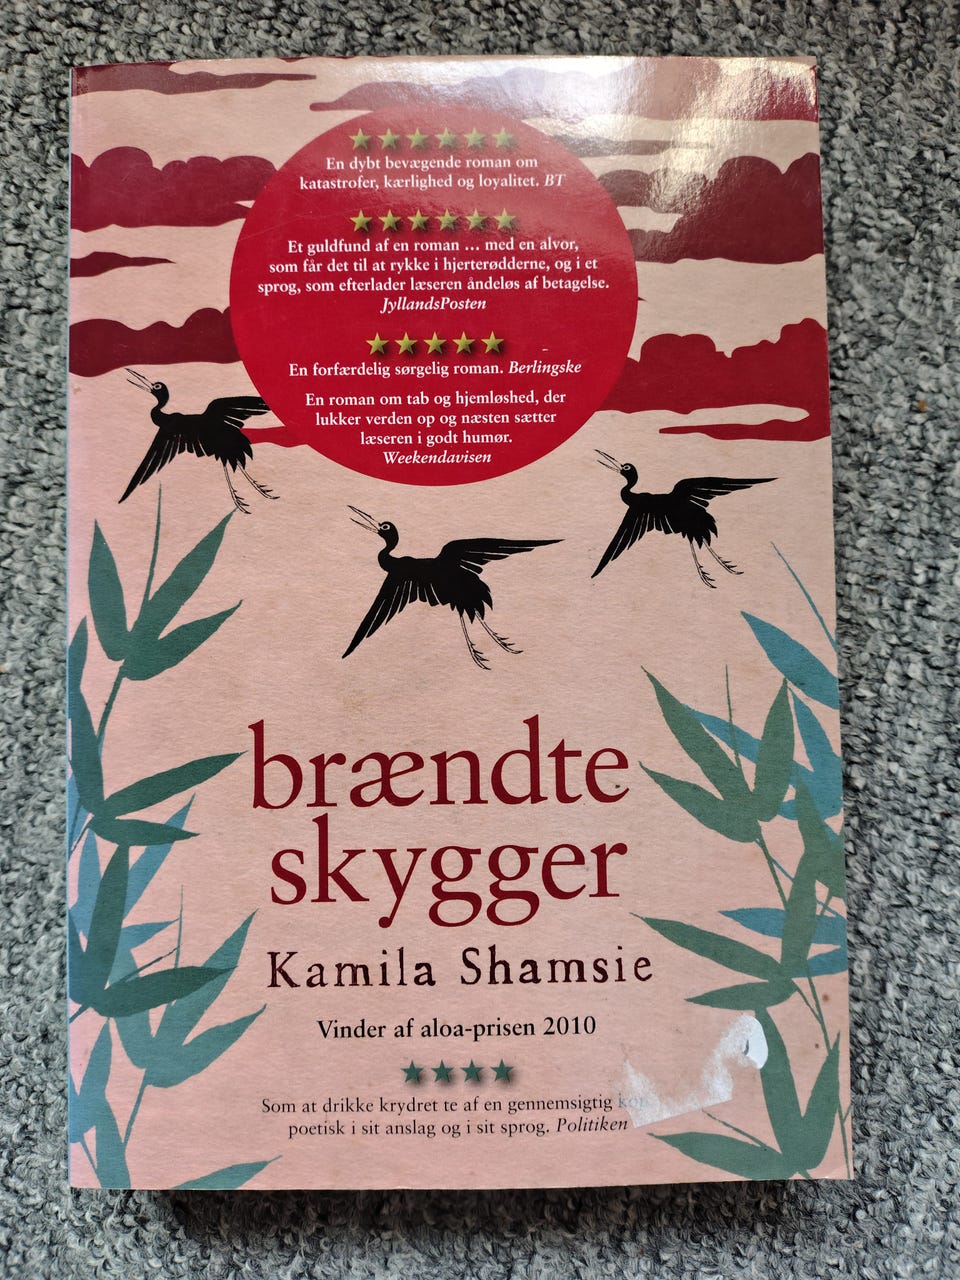 En dybt bevægende roman om
katastrofer, kærlighed og loyalitet. BT
Et guldfund af en roman ... med en alvor,
som får det til at rykke i hjerterødderne, og i et
sprog, som efterlader læseren åndeløs af betagelse.
JyllandsPosten
En forfærdelig sørgelig roman. Berlingske
En roman om tab og hjemløshed, der
lukker verden op og næsten sætter
læseren i godt humør.
Weekendavisen
brændte
skygger
Kamila Shamsie
Vinder af aloa-prisen 2010
Som at drikke krydret te af en gennemsigtig
poetisk i sit anslag og i sit sprog. Politiken